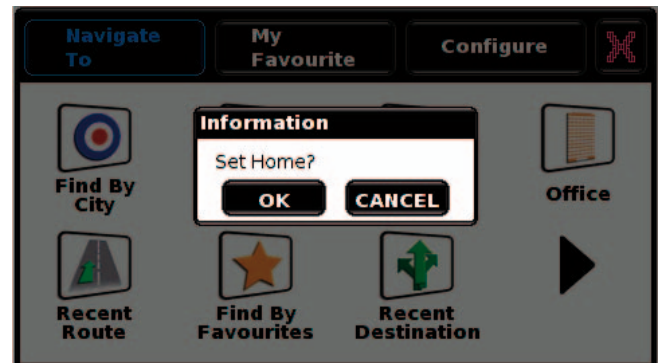 Navigate
To
My
Favourite
Configure
Information
Set Home?
OK
CANCEL
Find By
City
Office
Recent
Route
Find By
Favourites
Recent
Destination